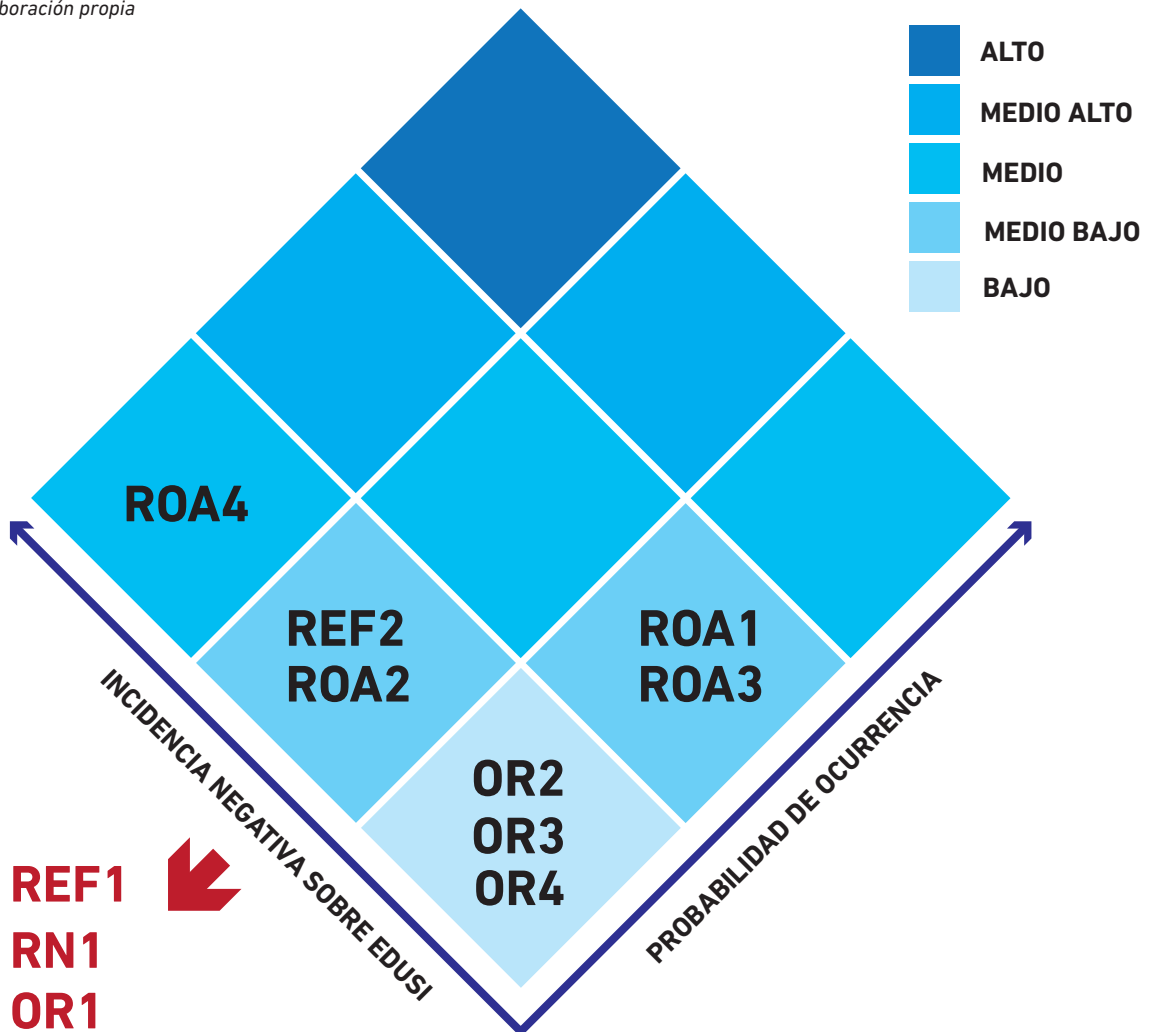 boración propia
ALTO
MEDIO ALTO
MEDIO
MEDIO BAJO
BAJO
ROA4
REF2
ROA2
ROA1
ROA3
OR2
OR3
OR4
INCIDENCIA NEGATIVA SOBRE EDUSI
PROBABILIDAD DE OCURRENCIA
REF1
RN1
OR1